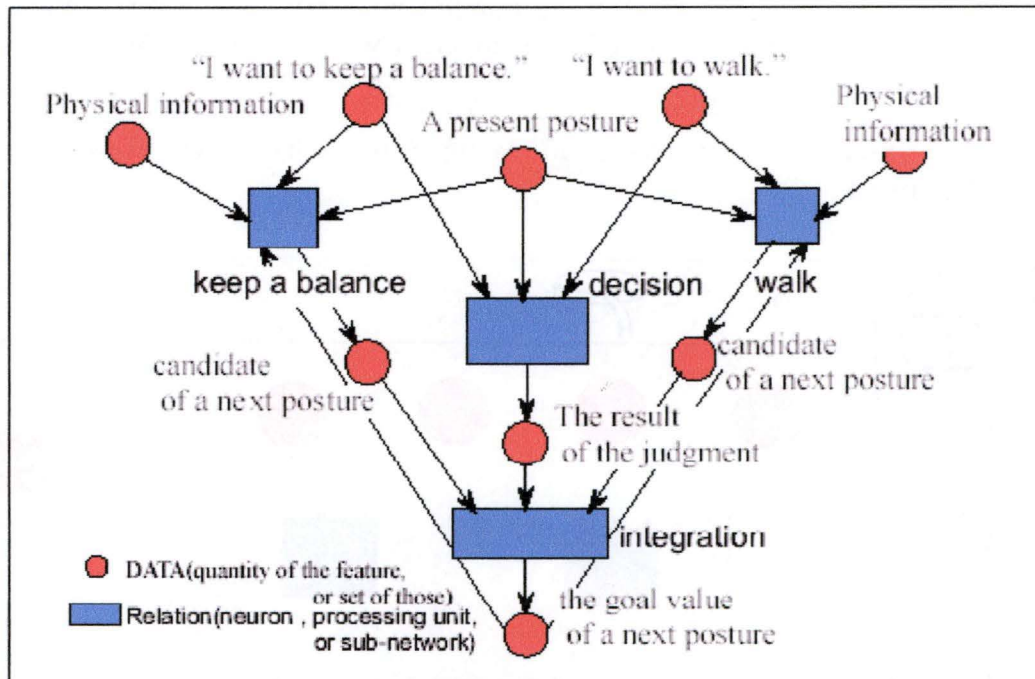 “I want to keep a balance.”
“I want to walk.”
Physical information
A present posture
Physical
information
keep a balance
decision
walk
candidate
of a next posture
candidate
of a next posture
The result
of the judgment
integration
DATA(quantity of the feature,
or set of those)
Relation(neuron , processing unit,
or sub-network)
the goal value
of a next posture